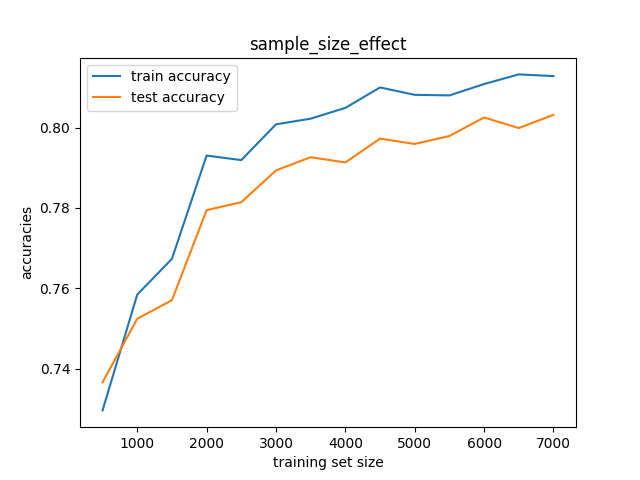 sample_size_effect
train accuracy
test accuracy
0.80
0.78
0.76
0.74
accuracies
1000 2000 3000 4000 5000 6000 7000
training set size